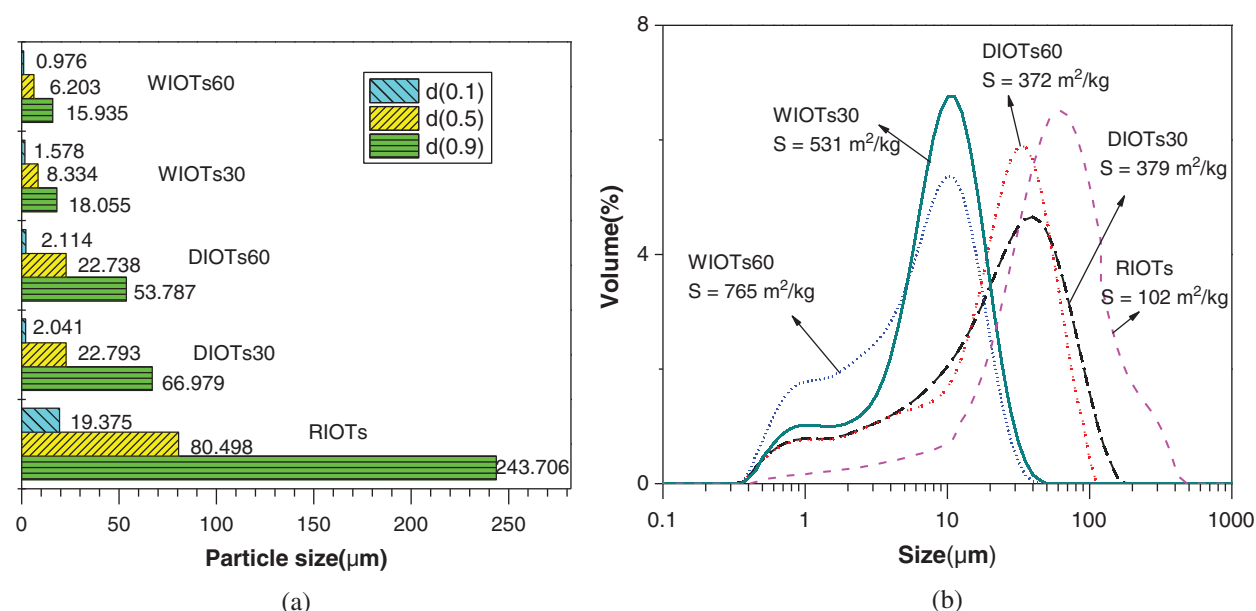 0.976
WIOTs60
6.203
15.935
1.578
8.334
WIOTs30
18.055
2.114
22.738
DIOTs60
53.787
2.041
22.793
DIOTs30
66.979
19.375
RIOTs
80.498
243.706
d(0.1)
d(0.5)
d(0.9)
0 50 100 150 200 250
Particle size(μm)
(a)
8
4
0
Volume(%)
DIOTs60
S = 372 m²/kg
WIOTs30
S = 531 m²/kg
DIOTs30
S = 379 m²/kg
WIOTs60
S = 765 m²/kg
RIOTs
S = 102 m²/kg
0.1 1 10 100 1000
Size(μm)
(b)